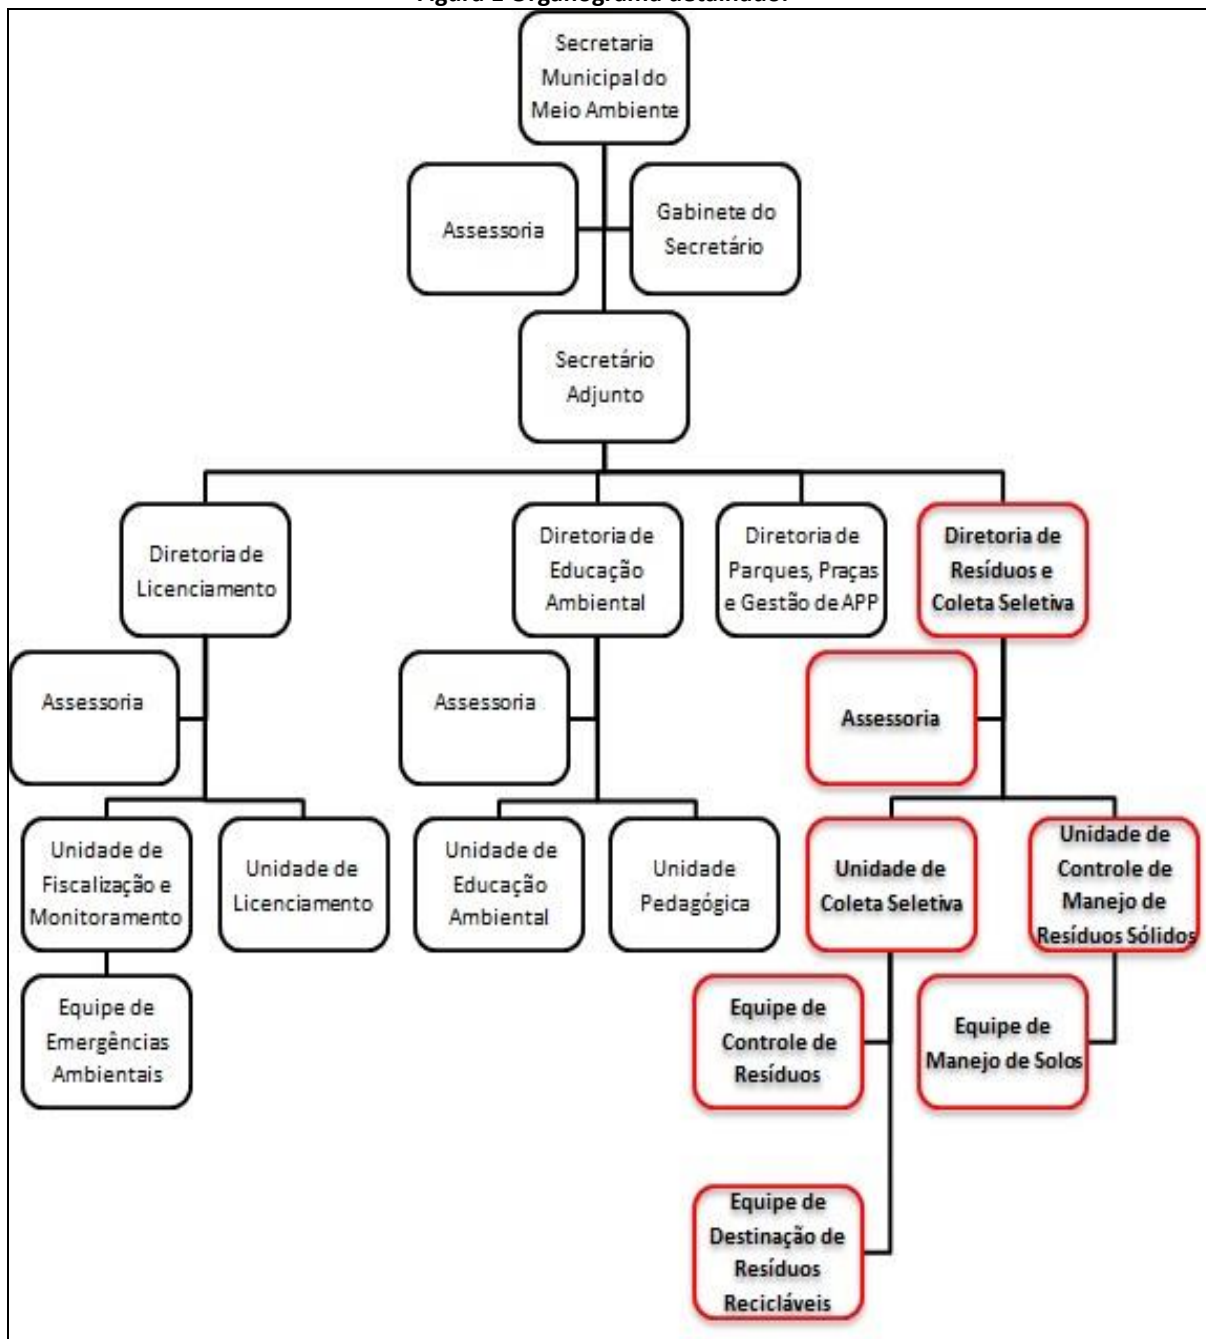 Secretaria
Municipal do
Meio Ambiente
Assessoria
Gabinete do
Secretário
Secretário
Adjunto
Diretoria de
Licenciamento
Diretoria de
Educação
Ambiental
Diretoria de
Parques, Praças
e Gestão de APP
Diretoria de
Resíduos e
Coleta Seletiva
Assessoria
Assessoria
Assessoria
Unidade de
Fiscalização e
Monitoramento
Unidade de
Licenciamento
Unidade de
Educação
Ambiental
Unidade
Pedagógica
Unidade de
Coleta Seletiva
Unidade de
Controle de
Manejo de
Resíduos Sólidos
Equipe de
Emergências
Ambientais
Equipe de
Controle de
Resíduos
Equipe de
Manejo de Solos
Equipe de
Destinação de
Resíduos
Recicláveis